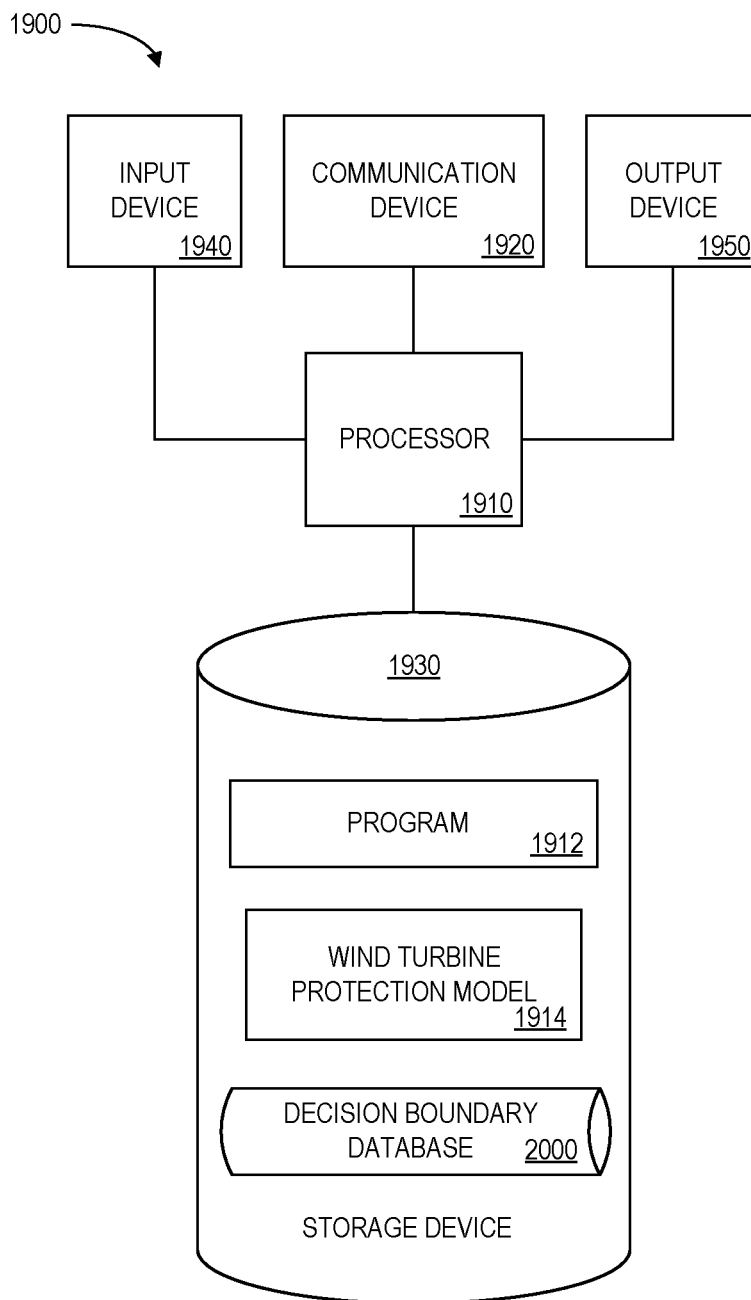 1900
INPUT
DEVICE
1940
COMMUNICATION
DEVICE
1920
OUTPUT
DEVICE
1950
PROCESSOR
1910
1930
PROGRAM
1912
WIND TURBINE
PROTECTION MODEL
1914
DECISION BOUNDARY
DATABASE
2000
STORAGE DEVICE